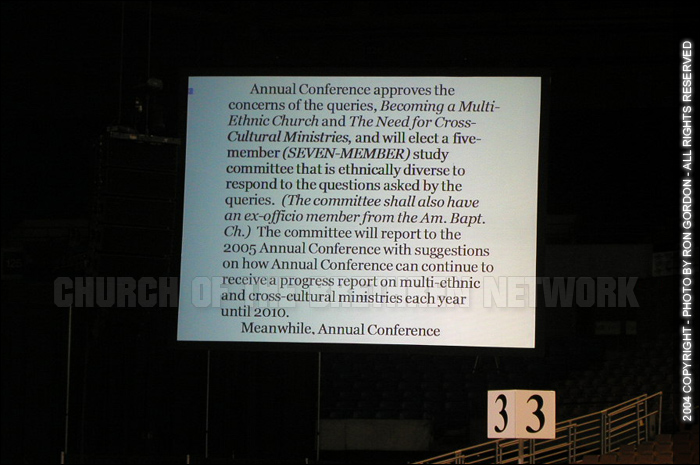 Annual Conference approves the
concerns of the queries, Becoming a Multi-
Ethnic Church and The Need for Cross-
Cultural Ministries, and will elect a five-
member (SEVEN-MEMBER) study
committee that is ethnically diverse to
respond to the questions asked by the
queries. (The committee shall also have
an ex-officio member from the Am. Bapt.
Ch.) The committee will report to the
2005 Annual Conference with suggestions
on how Annual Conference can continue to
receive a progress report on multi-ethnic
and cross-cultural ministries each year
until 2010.
Meanwhile, Annual Conference
CHURCH OF THE NETWORK
3 3
2004 COPYRIGHT - PHOTO BY RON GORDON - ALL RIGHTS RESERVED